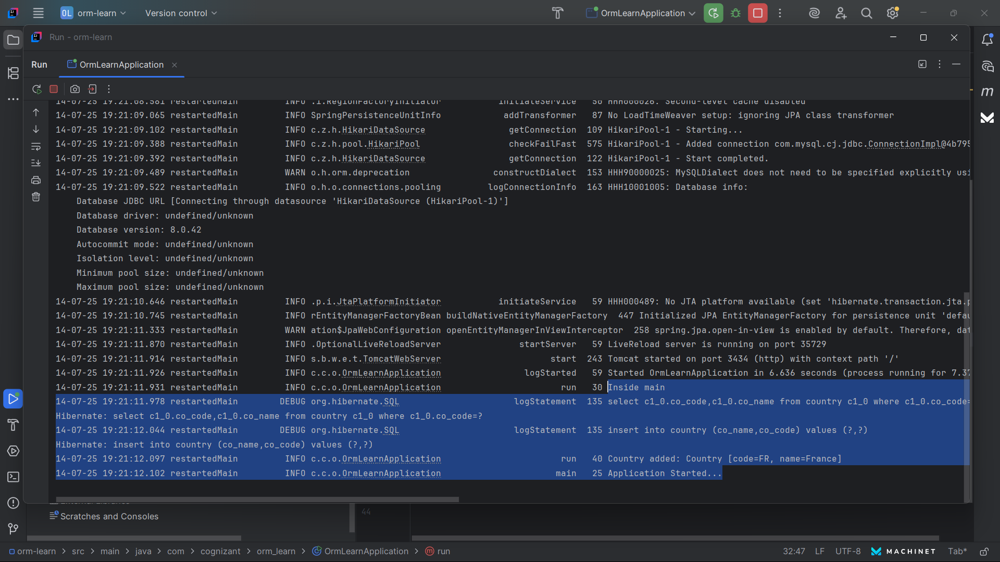 OL orm-learn Version control OrmLearnApplication
Run - orm-learn
Run OrmLearnApplication
14-07-25 19:21:08.581 restartedMain INFO .i.RegionFactoryInitiator initiateService 50 HHH000026: Second-level cache disabled
14-07-25 19:21:09.065 restartedMain INFO SpringPersistenceUnitInfo addTransformer 87 No LoadTimeWeaver setup: ignoring JPA class transformer
14-07-25 19:21:09.102 restartedMain INFO c.z.h.HikariDataSource getConnection 109 HikariPool-1 - Starting...
14-07-25 19:21:09.388 restartedMain INFO c.z.h.pool.HikariPool checkFailFast 575 HikariPool-1 - Added connection com.mysql.cj.jdbc.ConnectionImpl@4b795
14-07-25 19:21:09.392 restartedMain INFO c.z.h.HikariDataSource getConnection 122 HikariPool-1 - Start completed.
14-07-25 19:21:09.489 restartedMain WARN o.h.orm.deprecation constructDialect 153 HHH90000025: MySQLDialect does not need to be specified explicitly usi
14-07-25 19:21:09.522 restartedMain INFO o.h.o.connections.pooling logConnectionInfo 163 HHH10001005: Database info:
Database JDBC URL [Connecting through datasource 'HikariDataSource (HikariPool-1)']
Database driver: undefined/unknown
Database version: 8.0.42
Autocommit mode: undefined/unknown
Isolation level: undefined/unknown
Minimum pool size: undefined/unknown
Maximum pool size: undefined/unknown
14-07-25 19:21:10.646 restartedMain INFO .p.i.JtaPlatformInitiator initiateService 59 HHH000489: No JTA platform available (set 'hibernate.transaction.jta.p
14-07-25 19:21:10.745 restartedMain INFO rEntityManagerFactoryBean buildNativeEntityManagerFactory 447 Initialized JPA EntityManagerFactory for persistence unit 'defau
14-07-25 19:21:11.333 restartedMain WARN ation$JpaWebConfiguration openEntityManagerInViewInterceptor 258 spring.jpa.open-in-view is enabled by default. Therefore, dat
14-07-25 19:21:11.870 restartedMain INFO .OptionalLiveReloadServer startServer 59 LiveReload server is running on port 35729
14-07-25 19:21:11.914 restartedMain INFO s.b.w.e.t.TomcatWebServer start 243 Tomcat started on port 3434 (http) with context path '/'
14-07-25 19:21:11.926 restartedMain INFO c.c.o.OrmLearnApplication logStarted 59 Started OrmLearnApplication in 6.636 seconds (process running for 7.37
14-07-25 19:21:11.931 restartedMain INFO c.c.o.OrmLearnApplication run 30 Inside main
14-07-25 19:21:11.978 restartedMain DEBUG org.hibernate.SQL logStatement 135 select c1_0.co_code,c1_0.co_name from country c1_0 where c1_0.co_code=
Hibernate: select c1_0.co_code,c1_0.co_name from country c1_0 where c1_0.co_code=?
14-07-25 19:21:12.044 restartedMain DEBUG org.hibernate.SQL logStatement 135 insert into country (co_name,co_code) values (?,?)
Hibernate: insert into country (co_name,co_code) values (?,?)
14-07-25 19:21:12.097 restartedMain INFO c.c.o.OrmLearnApplication run 40 Country added: Country [code=FR, name=France]
14-07-25 19:21:12.102 restartedMain INFO c.c.o.OrmLearnApplication main 25 Application Started...
Scratches and Consoles
44
orm-learn > src > main > java > com > cognizant > orm_learn > OrmLearnApplication > run 32:47 LF UTF-8 MACHINET Tab*